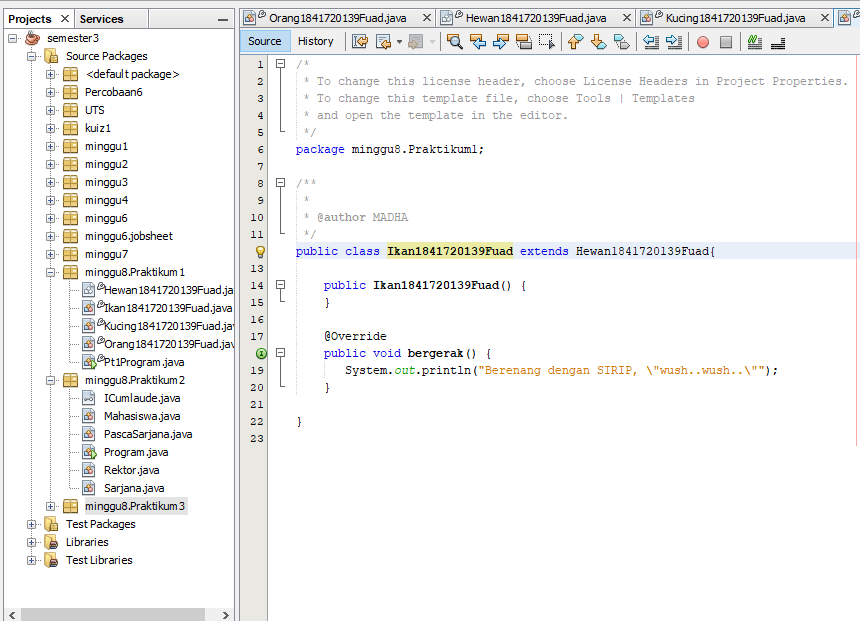 Projects × Services
semester3
Source Packages
<default package>
Percobaan6
UTS
kuiz1
minggu1
minggu2
minggu3
minggu4
minggu6
minggu6.jobsheet
minggu7
minggu8.Praktikum1
Hewan1841720139Fuad.ja
Ikan1841720139Fuad.java
Kucing1841720139Fuad.jav
Orang1841720139Fuad.jav
Pt1Program.java
minggu8.Praktikum2
ICumlaude.java
Mahasiswa.java
PascaSarjana.java
Program.java
Rektor.java
Sarjana.java
minggu8.Praktikum3
Test Packages
Libraries
Test Libraries
Orang1841720139Fuad.java × Hewan1841720139Fuad.java × Kucing1841720139Fuad.java ×
Source History
1 /*
2 * To change this license header, choose License Headers in Project Properties.
3 * To change this template file, choose Tools | Templates
4 * and open the template in the editor.
5 */
6 package minggu8.Praktikum1;
7
8 /**
9 *
10 * @author MADHA
11 */
public class Ikan1841720139Fuad extends Hewan1841720139Fuad{
13
14 public Ikan1841720139Fuad() {
15 }
16
17 @Override
public void bergerak() {
19 System.out.println("Berenang dengan SIRIP, \"wush..wush..\"");
20 }
21
22 }
23